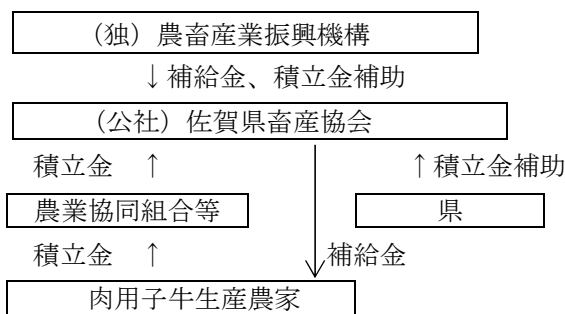 （独）農畜産業振興機構
↓補給金、積立金補助
（公社）佐賀県畜産協会
積立金 ↑ ↑積立金補助
農業協同組合等 県
積立金 ↑ 補給金
肉用子牛生産農家